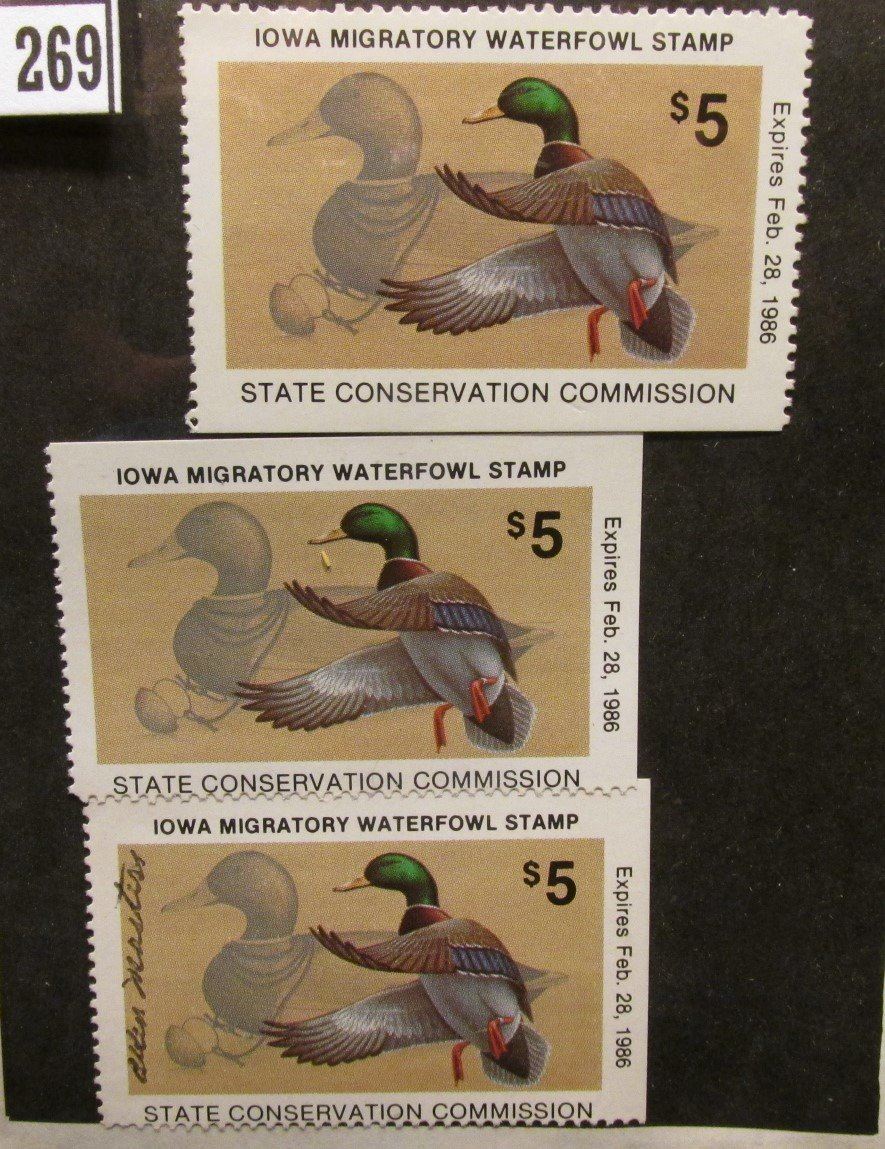 269
IOWA MIGRATORY WATERFOWL STAMP
$5
Expires Feb. 28, 1986
STATE CONSERVATION COMMISSION
IOWA MIGRATORY WATERFOWL STAMP
$5
Expires Feb. 28, 1986
STATE CONSERVATION COMMISSION
IOWA MIGRATORY WATERFOWL STAMP
$5
Expires Feb. 28, 1986
STATE CONSERVATION COMMISSION